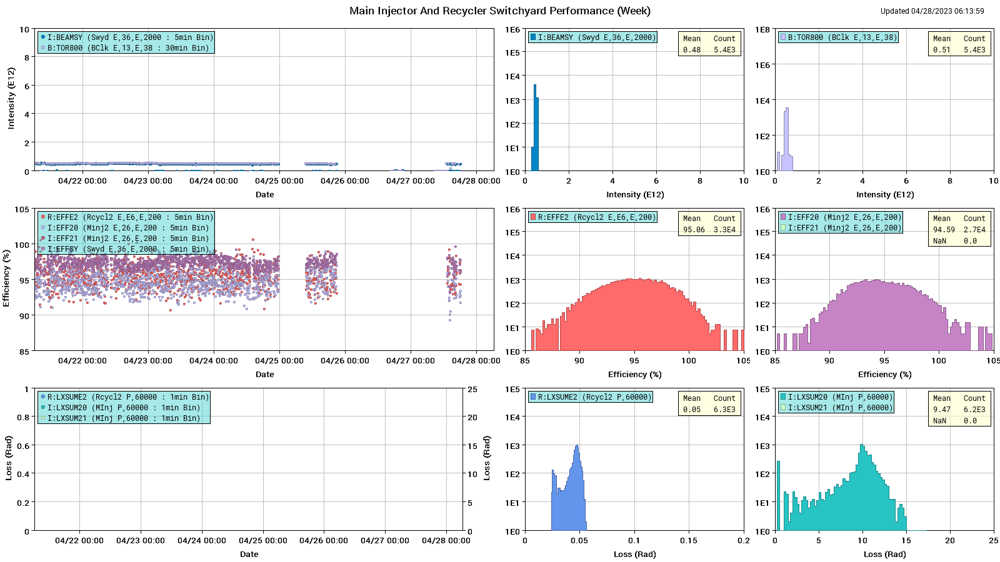 Main Injector And Recycler Switchyard Performance (Week)
Updated 04/28/2023 06:13:59
10
8
6
4
2
0
Intensity (E12)
I:BEAMSY (Swyd E,36,E,2000 : 5min Bin)
B:TOR800 (BClk E,13,E,38 : 30min Bin)
04/22 00:00 04/23 00:00 04/24 00:00 04/25 00:00 04/26 00:00 04/27 00:00 04/28 00:00
Date
1E6
1E5
1E4
1E3
1E2
1E1
1E0
I:BEAMSY (Swyd E,36,E,2000)
Mean Count
0.48 5.4E3
0 2 4 6 8 10
Intensity (E12)
1E8
1E6
1E4
1E2
1E0
B:TOR800 (BClk E,13,E,38)
Mean Count
0.51 5.4E3
0 2 4 6 8 10
Intensity (E12)
105
100
95
90
85
Efficiency (%)
R:EFFE2 (Rcycl2 E,E6,E,200 : 5min Bin)
I:EFF20 (Minj2 E,26,E,200 : 5min Bin)
I:EFF21 (Minj2 E,26,E,200 : 5min Bin)
I:EFFSY (Swyd E,36,E,2000 : 5min Bin)
04/22 00:00 04/23 00:00 04/24 00:00 04/25 00:00 04/26 00:00 04/27 00:00 04/28 00:00
Date
1E6
1E5
1E4
1E3
1E2
1E1
1E0
R:EFFE2 (Rcycl2 E,E6,E,200)
Mean Count
95.06 3.3E4
85 90 95 100 105
Efficiency (%)
1E6
1E5
1E4
1E3
1E2
1E1
1E0
I:EFF20 (Minj2 E,26,E,200)
I:EFF21 (Minj2 E,26,E,200)
Mean Count
94.59 2.7E4
NaN 0.0
85 90 95 100 105
Efficiency (%)
1
0.8
0.6
0.4
0.2
0
Loss (Rad)
R:LXSUME2 (Rcycl2 P,60000 : 1min Bin)
I:LXSUM20 (MInj P,60000 : 1min Bin)
I:LXSUM21 (MInj P,60000 : 1min Bin)
25
20
15
10
5
0
Loss (Rad)
04/22 00:00 04/23 00:00 04/24 00:00 04/25 00:00 04/26 00:00 04/27 00:00 04/28 00:00
Date
1E5
1E4
1E3
1E2
1E1
1E0
R:LXSUME2 (Rcycl2 P,60000)
Mean Count
0.05 6.3E3
0 0.05 0.1 0.15 0.2
Loss (Rad)
1E5
1E4
1E3
1E2
1E1
1E0
I:LXSUM20 (MInj P,60000)
I:LXSUM21 (MInj P,60000)
Mean Count
9.47 6.2E3
NaN 0.0
0 5 10 15 20 25
Loss (Rad)